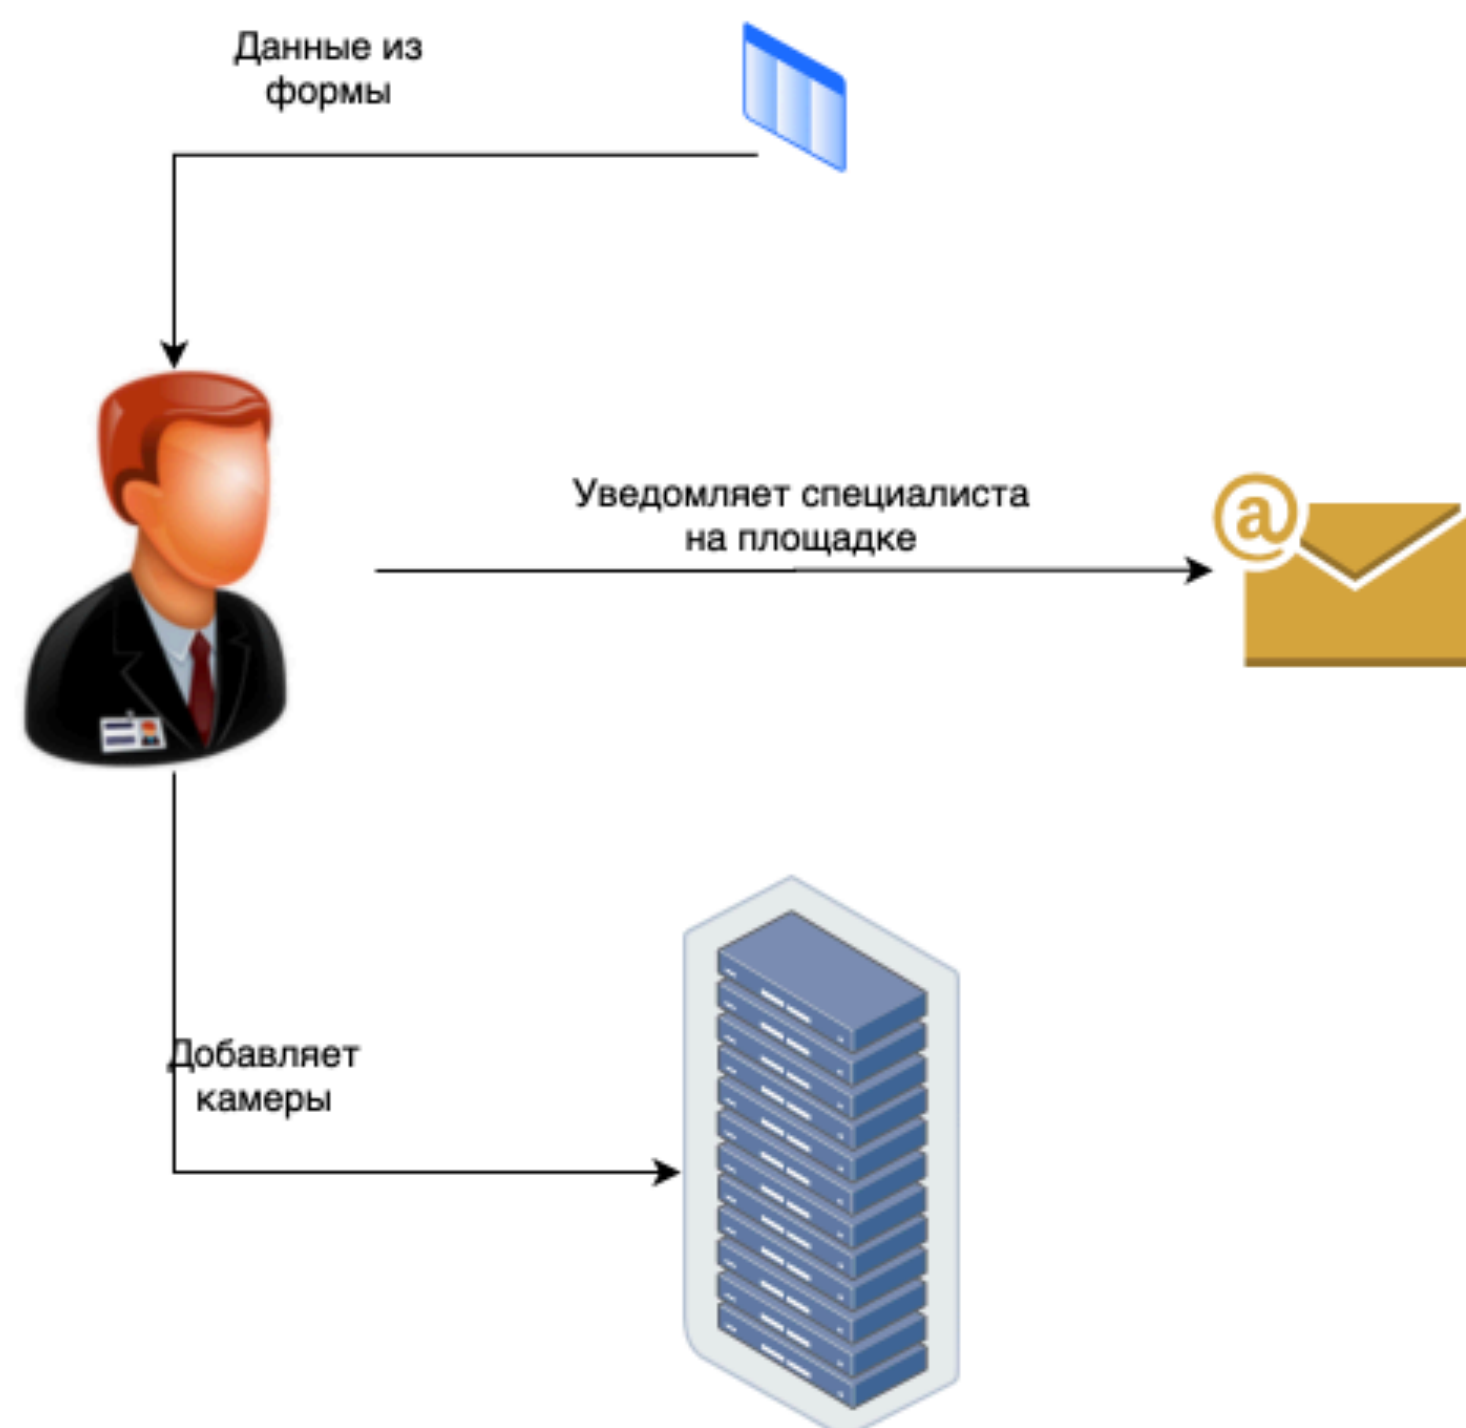 Данные из
формы
Уведомляет специалиста
на площадке
@
Добавляет
камеры